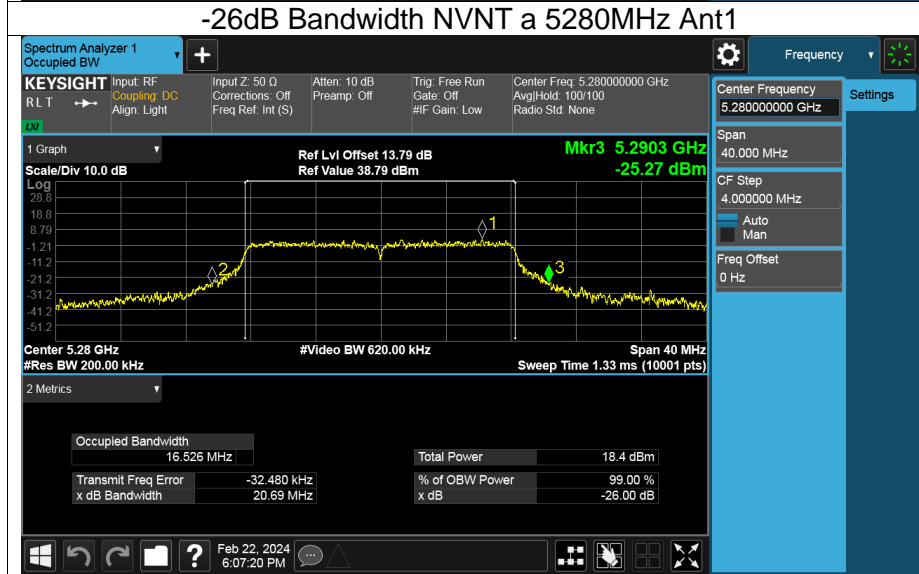 -26dB Bandwidth NVNT a 5280MHz Ant1
Spectrum Analyzer 1
Occupied BW
+
Frequency
KEYSIGHT
RLT
LXI
Input: RF
Coupling: DC
Align: Light
Input Z: 50 Ω
Corrections: Off
Freq Ref: Int (S)
Atten: 10 dB
Preamp: Off
Trig: Free Run
Gate: Off
#IF Gain: Low
Center Freq: 5.280000000 GHz
Avg|Hold: 100/100
Radio Std: None
Center Frequency
5.280000000 GHz
Settings
Span
40.000 MHz
CF Step
4.000000 MHz
Auto
Man
Freq Offset
0 Hz
1 Graph
Scale/Div 10.0 dB
Ref Lvl Offset 13.79 dB
Ref Value 38.79 dBm
Mkr3 5.2903 GHz
-25.27 dBm
Log
28.8
18.8
8.79
-1.21
-11.2
-21.2
-31.2
-41.2
-51.2
1
2
3
Center 5.28 GHz
#Video BW 620.00 kHz
Span 40 MHz
#Res BW 200.00 kHz
Sweep Time 1.33 ms (10001 pts)
2 Metrics
Occupied Bandwidth
16.526 MHz
Total Power 18.4 dBm
Transmit Freq Error -32.480 kHz
% of OBW Power 99.00 %
x dB Bandwidth 20.69 MHz
x dB -26.00 dB
?
Feb 22, 2024
6:07:20 PM